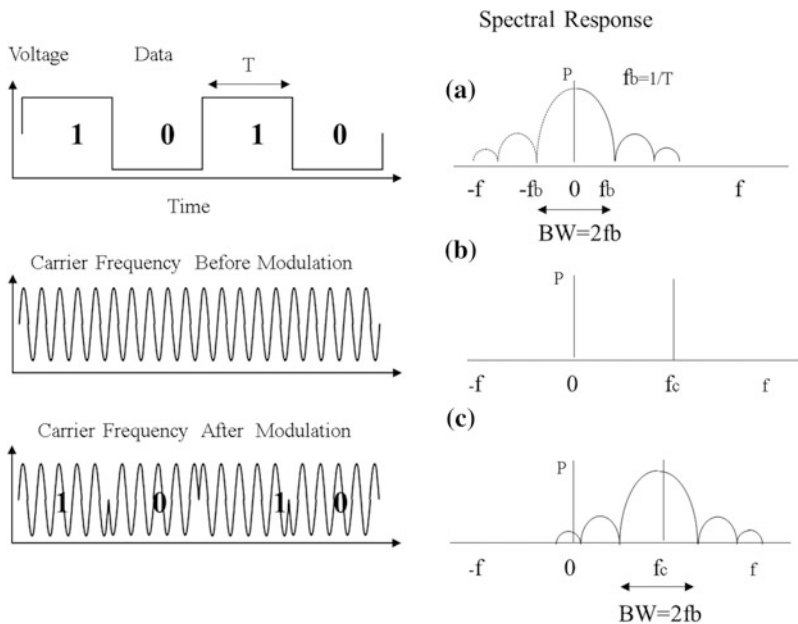 Spectral Response
Voltage Data T
1 0 1 0
Time
(a)
P
fb=1/T
-f -fb 0 fb f
BW=2fb
Carrier Frequency Before Modulation
(b)
P
-f 0 fc f
Carrier Frequency After Modulation
1 0 1 0
(c)
P
-f 0 fc f
BW=2fb